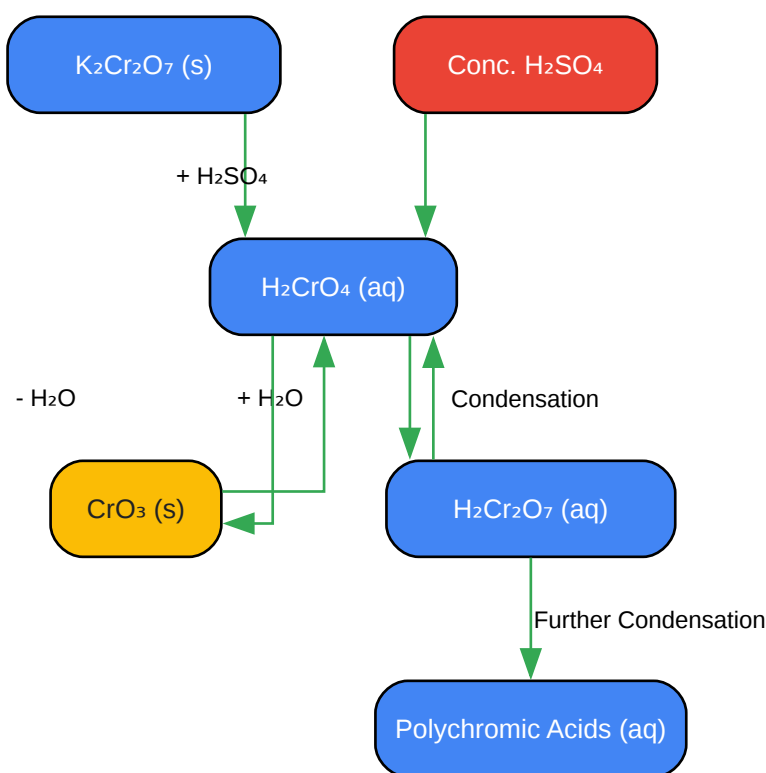 K₂Cr₂O₇ (s)
Conc. H₂SO₄
+ H₂SO₄
H₂CrO₄ (aq)
- H₂O
+ H₂O
Condensation
CrO₃ (s)
H₂Cr₂O₇ (aq)
Further Condensation
Polychromic Acids (aq)